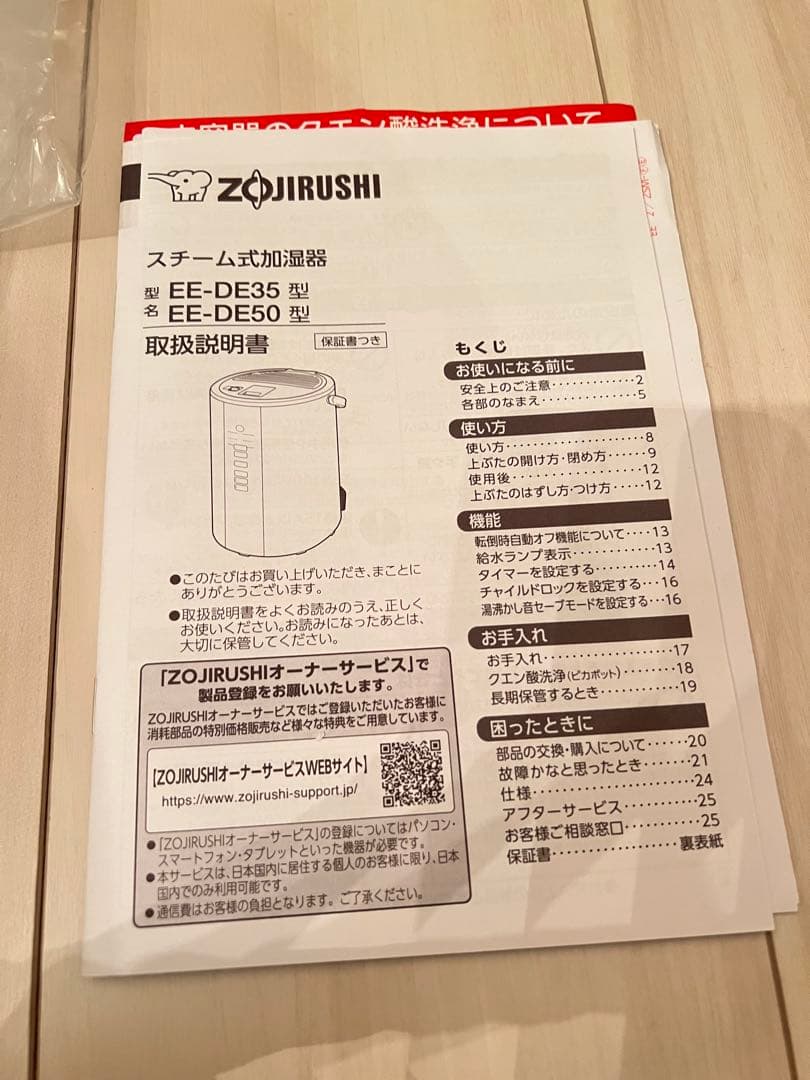 容器のクエン酸洗浄について
ZOJIRUSHI
スチーム式加湿器
型名 EE-DE35 型
EE-DE50 型
取扱説明書 保証書つき
●このたびはお買い上げいただき、まことに
ありがとうございます。
●取扱説明書をよくお読みのうえ、正しく
お使いください。お読みになったあとは、
大切に保管してください。
「ZOJIRUSHIオーナーサービス」で
製品登録をお願いいたします。
ZOJIRUSHIオーナーサービスではご登録いただいたお客様に
消耗部品の特別価格販売など様々な特典をご用意しています。
【ZOJIRUSHIオーナーサービスWEBサイト】
https://www.zojirushi-support.jp/
●「ZOJIRUSHIオーナーサービス」の登録についてはパソコン・
スマートフォン・タブレットといった機器が必要です。
●本サービスは、日本国内に居住する個人のお客様に限り、日本
国内でのみ利用可能です。
●通信費はお客様の負担となります。ご了承ください。
もくじ
お使いになる前に
安全上のご注意・・・・・・・・・・・・・2
各部のなまえ・・・・・・・・・・・・・・5
使い方
使い方・・・・・・・・・・・・・・・・・・・8
上ぶたの開け方・閉め方・・・・・9
使用後・・・・・・・・・・・・・・・・・12
上ぶたのはずし方・つけ方・・・12
機能
転倒時自動オフ機能について・・・・13
給水ランプ表示・・・・・・・・・・・13
タイマーを設定する・・・・・・・・14
チャイルドロックを設定する・・・16
湯沸かし音セーブモードを設定する・・・16
お手入れ
お手入れ・・・・・・・・・・・・・・・・17
クエン酸洗浄(ピカポット)・・・・・・・18
長期保管するとき・・・・・・・・・・19
困ったときに
部品の交換・購入について・・・・・・20
故障かなと思ったとき・・・・・・21
仕様・・・・・・・・・・・・・・・・・・・・24
アフターサービス・・・・・・・・・・25
お客様ご相談窓口・・・・・・・・・・25
保証書・・・・・・・・・・・・・・・裏表紙